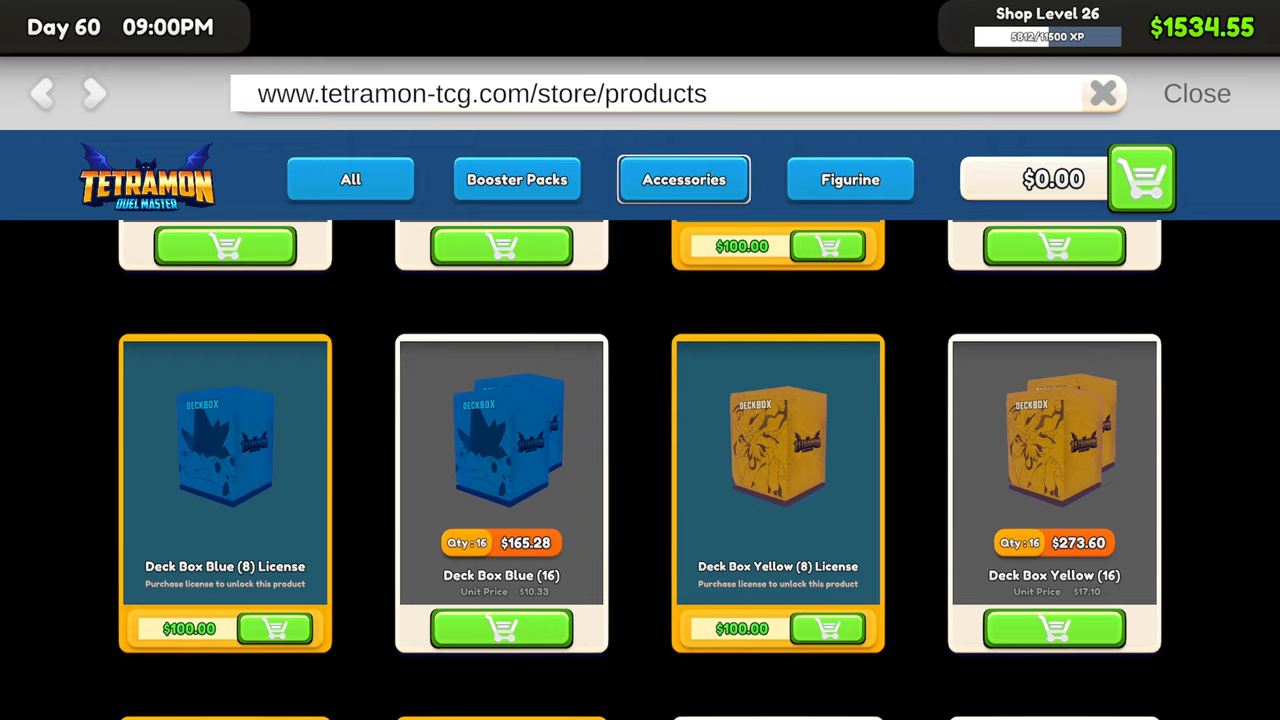 Day 60 09:00PM
Shop Level 26
5812/11500 XP
$1534.55
www.tetramon-tcg.com/store/products
Close
TETRAMON
DUEL MASTER
All
Booster Packs
Accessories
Figurine
$0.00
$100.00
DECKBOX
TETRAMON
Deck Box Blue (8) License
Purchase license to unlock this product
$100.00
DECKBOX
TETRAMON
Qty : 16 $165.28
Deck Box Blue (16)
Unit Price $10.33
DECKBOX
TETRAMON
Deck Box Yellow (8) License
Purchase license to unlock this product
$100.00
DECKBOX
TETRAMON
Qty : 16 $273.60
Deck Box Yellow (16)
Unit Price $17.10